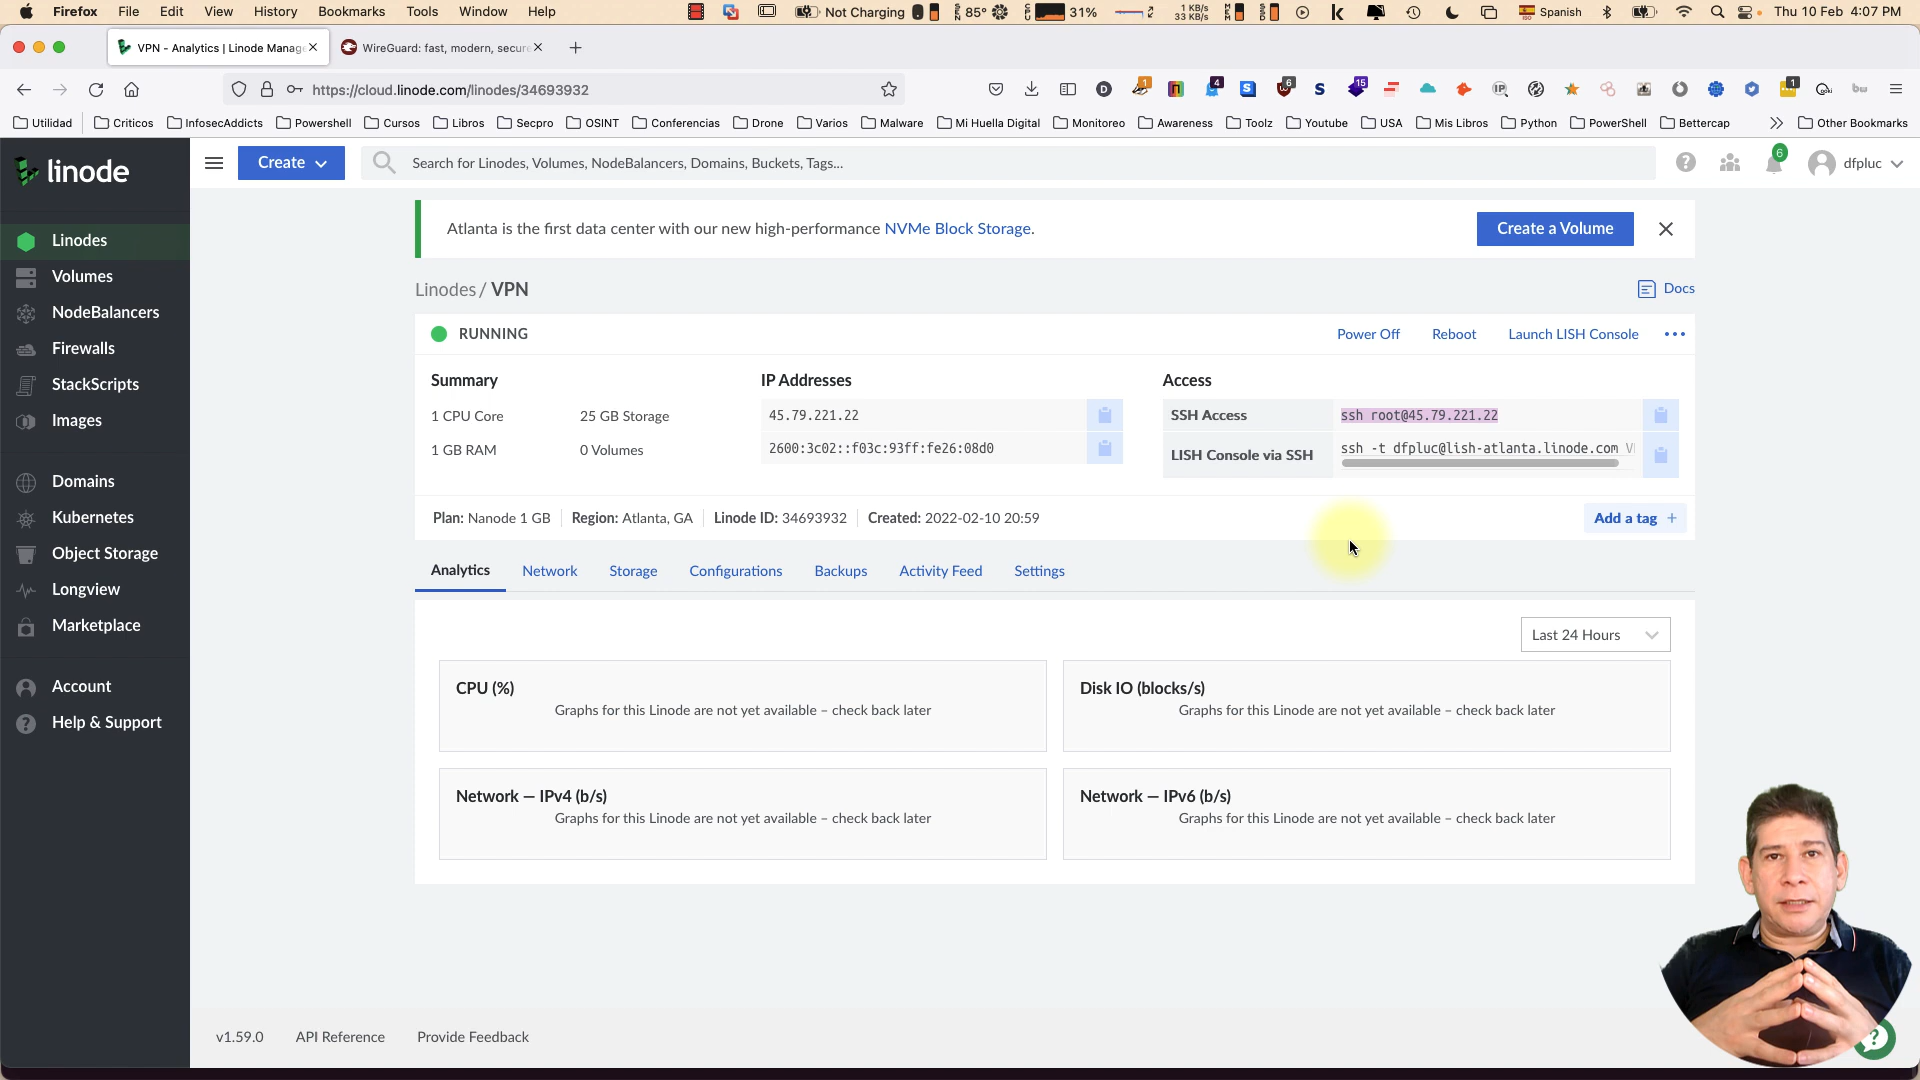 Firefox File Edit View History Bookmarks Tools Window Help Not Charging 85° 31% 1 KB/s 33 KB/s Spanish Thu 10 Feb 4:07 PM
VPN - Analytics | Linode Manage WireGuard: fast, modern, secure
https://cloud.linode.com/linodes/34693932
Utilidad Criticos InfosecAddicts Powershell Cursos Libros Secpro OSINT Conferencias Drone Varios Malware Mi Huella Digital Monitoreo Awareness Toolz Youtube USA Mis Libros Python PowerShell Bettercap Other Bookmarks
linode
Create
Search for Linodes, Volumes, NodeBalancers, Domains, Buckets, Tags...
6
dfpluc
Linodes
Volumes
NodeBalancers
Firewalls
StackScripts
Images
Domains
Kubernetes
Object Storage
Longview
Marketplace
Account
Help & Support
Atlanta is the first data center with our new high-performance NVMe Block Storage.
Create a Volume
Linodes / VPN
Docs
RUNNING
Power Off Reboot Launch LISH Console
Summary
1 CPU Core 25 GB Storage
1 GB RAM 0 Volumes
IP Addresses
45.79.221.22
2600:3c02::f03c:93ff:fe26:08d0
Access
SSH Access ssh root@45.79.221.22
LISH Console via SSH ssh -t dfpluc@lish-atlanta.linode.com
Plan: Nanode 1 GB Region: Atlanta, GA Linode ID: 34693932 Created: 2022-02-10 20:59
Add a tag +
Analytics Network Storage Configurations Backups Activity Feed Settings
Last 24 Hours
CPU (%)
Graphs for this Linode are not yet available – check back later
Disk IO (blocks/s)
Graphs for this Linode are not yet available – check back later
Network — IPv4 (b/s)
Graphs for this Linode are not yet available – check back later
Network — IPv6 (b/s)
Graphs for this Linode are not yet available – check back later
v1.59.0 API Reference Provide Feedback